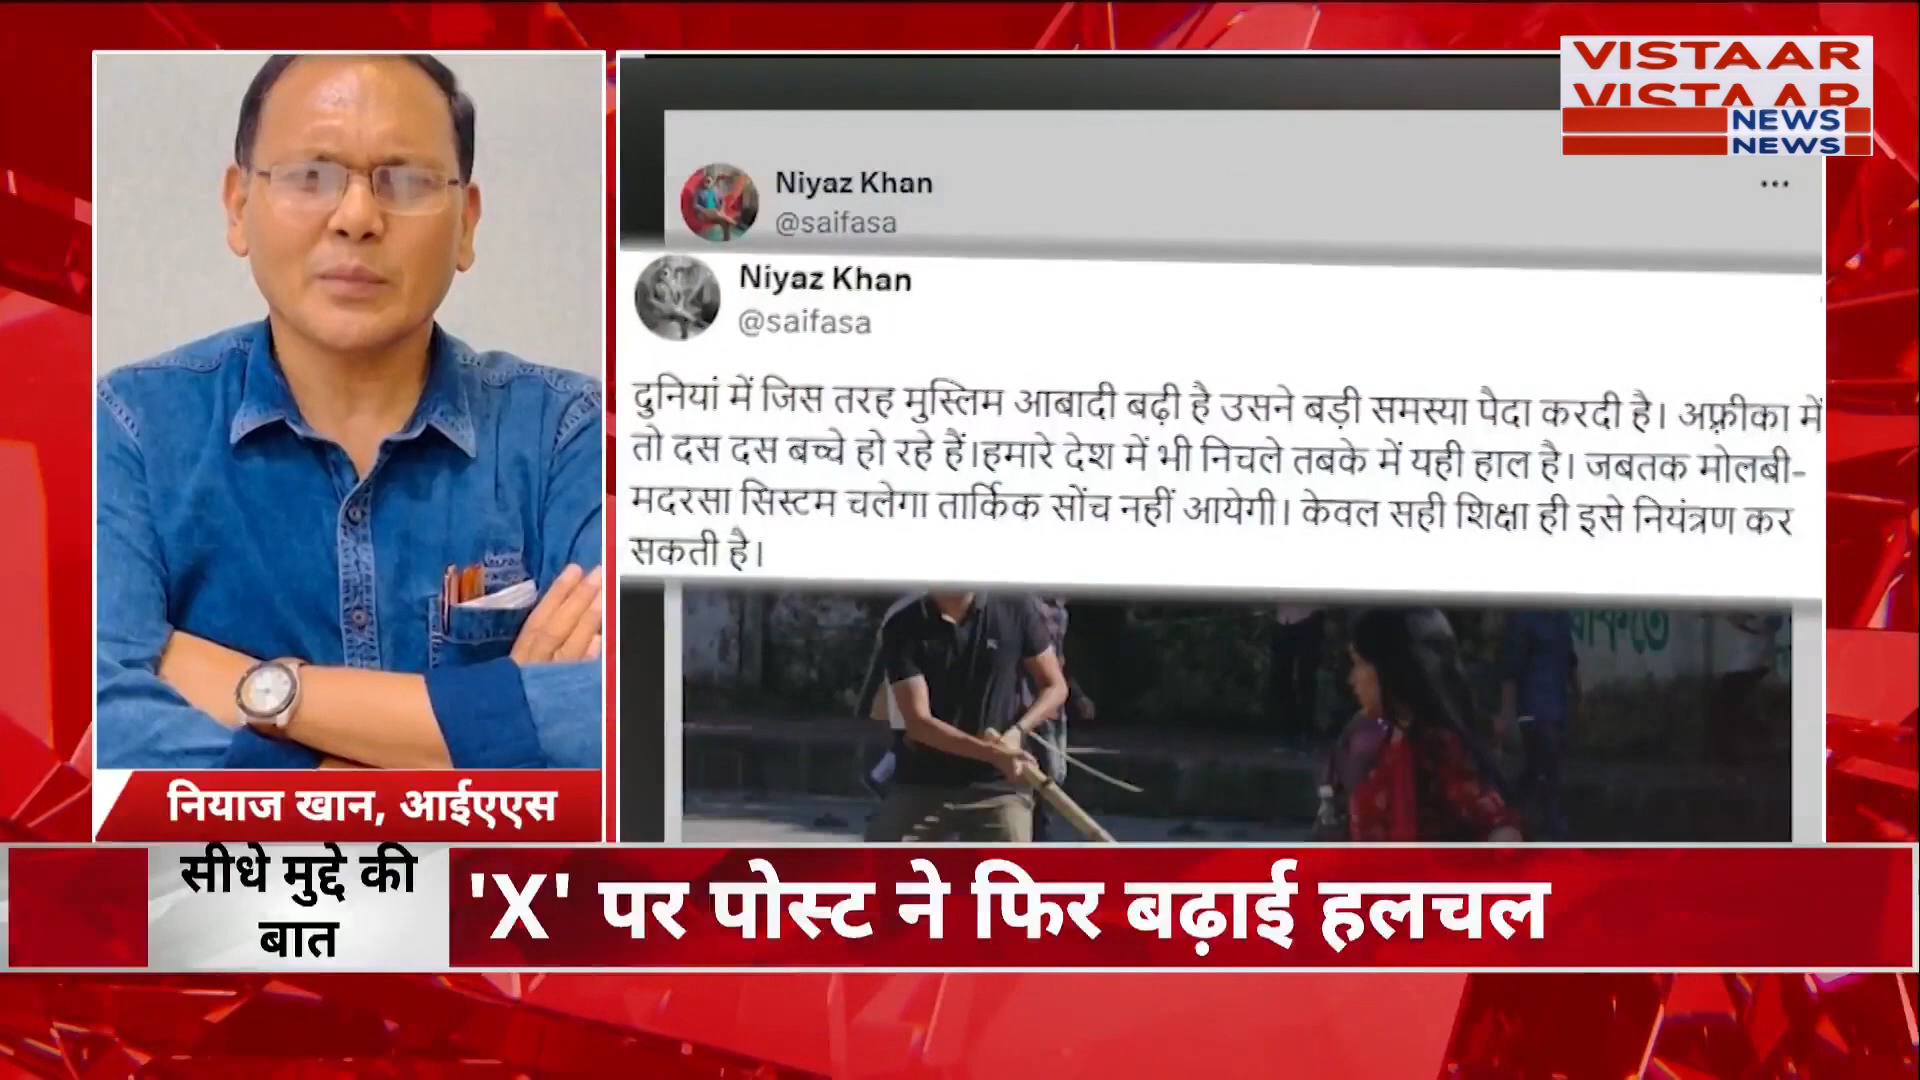 VISTAAR
VISTAAR
NEWS
NEWS
Niyaz Khan
@saifasa
Niyaz Khan
@saifasa
दुनियां में जिस तरह मुस्लिम आबादी बढ़ी है उसने बड़ी समस्या पैदा करदी है। अफ़्रीका में
तो दस दस बच्चे हो रहे हैं।हमारे देश में भी निचले तबके में यही हाल है। जबतक मोलबी-
मदरसा सिस्टम चलेगा तार्किक सोंच नहीं आयेगी। केवल सही शिक्षा ही इसे नियंत्रण कर
सकती है।
नियाज खान, आईएएस
सीधे मुद्दे की
बात
'X' पर पोस्ट ने फिर बढ़ाई हलचल